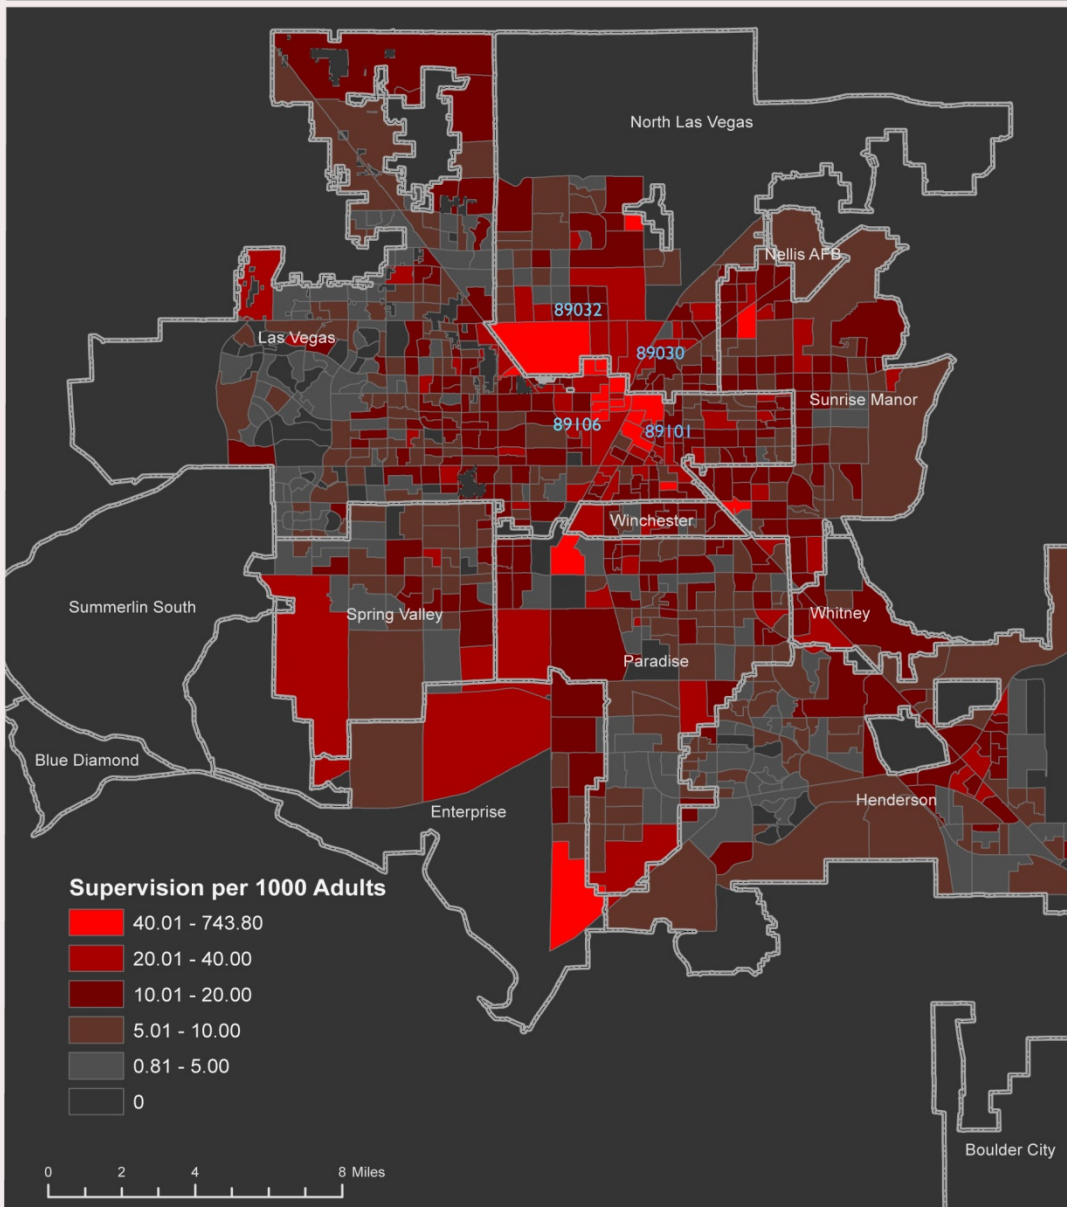 North Las Vegas
Nellis AFB
89032
Las Vegas
89030
Sunrise Manor
89106
89101
Winchester
Summerlin South
Spring Valley
Whitney
Paradise
Blue Diamond
Henderson
Enterprise
Supervision per 1000 Adults
40.01 - 743.80
20.01 - 40.00
10.01 - 20.00
5.01 - 10.00
0.81 - 5.00
0
Boulder City
0 2 4 8 Miles